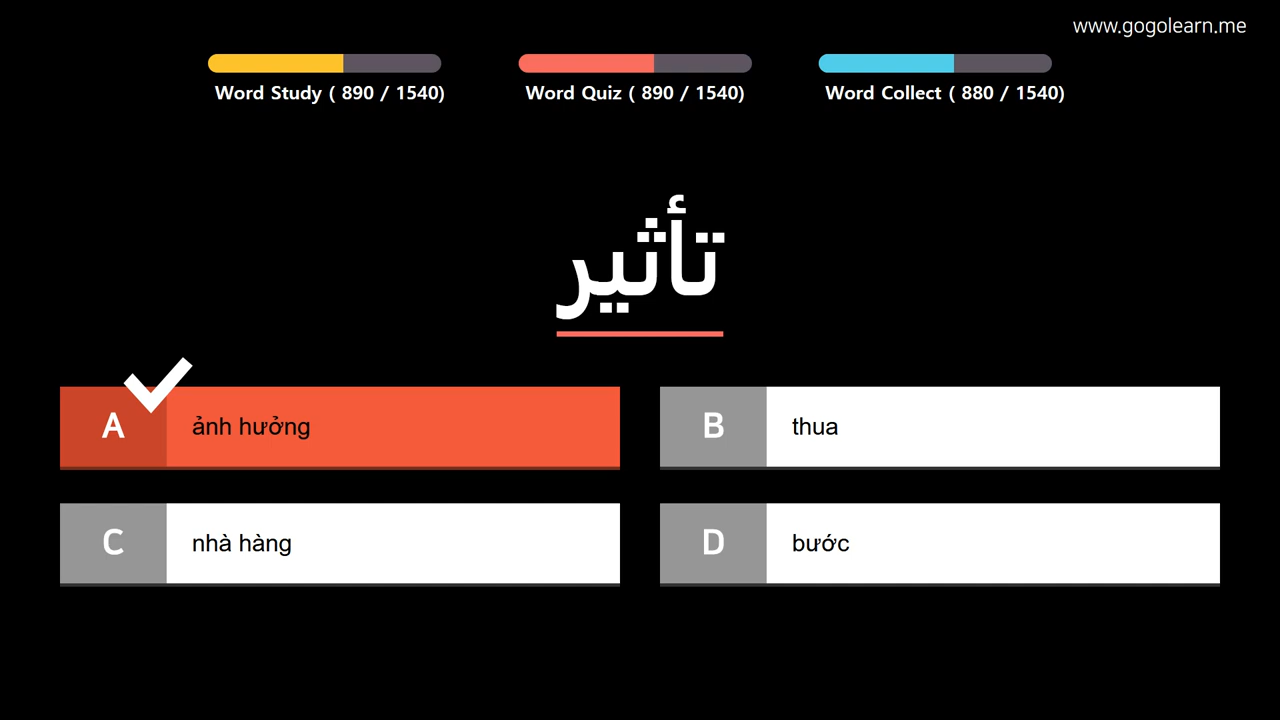 www.gogolearn.me
Word Study ( 890 / 1540)
Word Quiz ( 890 / 1540)
Word Collect ( 880 / 1540)
تأثير
A ảnh hưởng
B thua
C nhà hàng
D bước